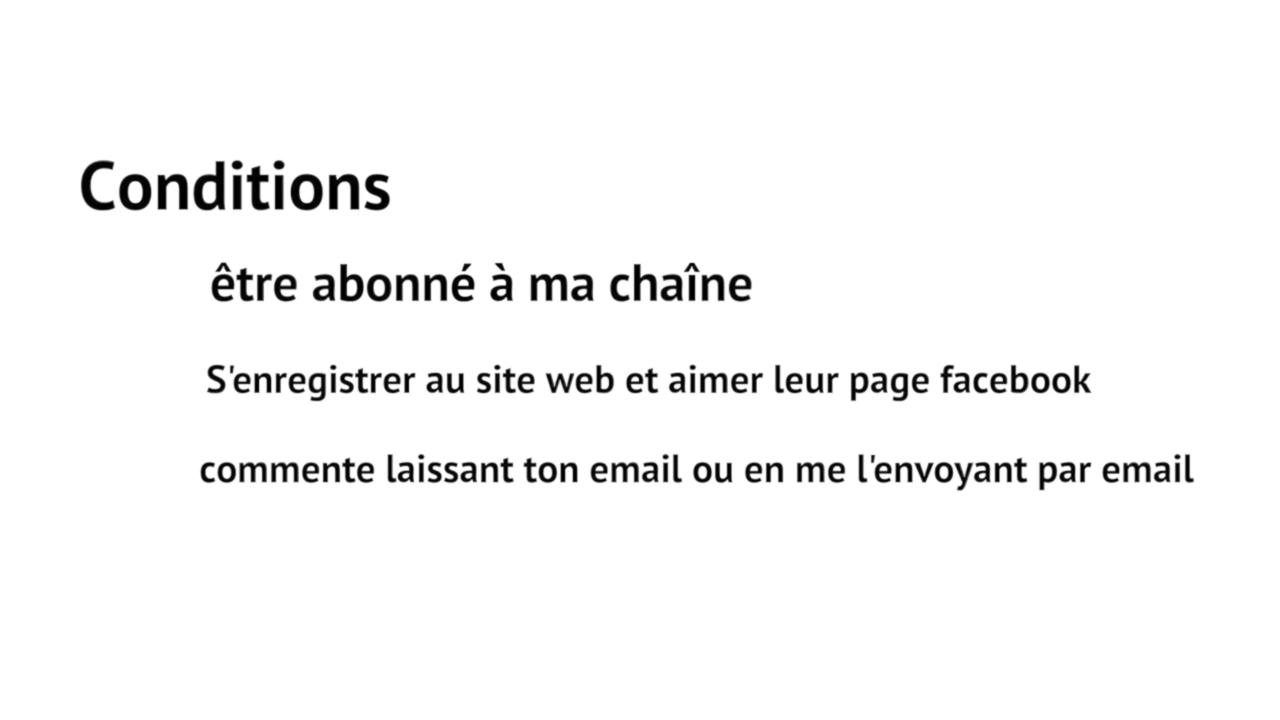 Conditions
être abonné à ma chaîne
S'enregistrer au site web et aimer leur page facebook
commente laissant ton email ou en me l'envoyant par email